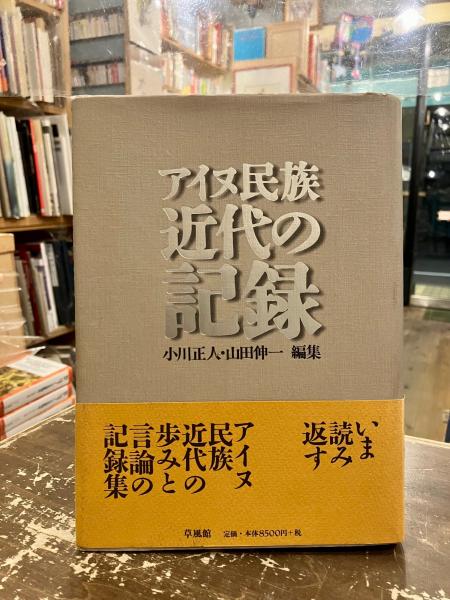 アイヌ民族
近代の
記録
小川正人・山田伸一 編集
いま
読み
返す
アイヌ
民族
近代の
歩みと
言論の
記録集
草風館 定価・本体8500円+税